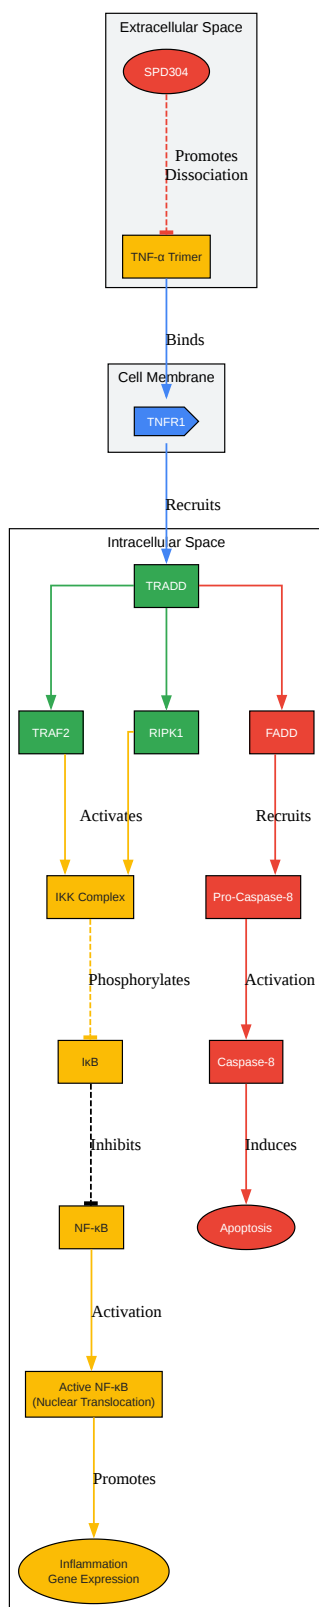 Extracellular Space
SPD304
Promotes
Dissociation
TNF-α Trimer
Binds
Cell Membrane
TNFR1
Recruits
Intracellular Space
TRADD
TRAF2
RIPK1
FADD
Activates
Recruits
IKK Complex
Pro-Caspase-8
Phosphorylates
Activation
IκB
Caspase-8
Inhibits
Induces
NF-κB
Apoptosis
Activation
Active NF-κB
(Nuclear Translocation)
Promotes
Inflammation
Gene Expression